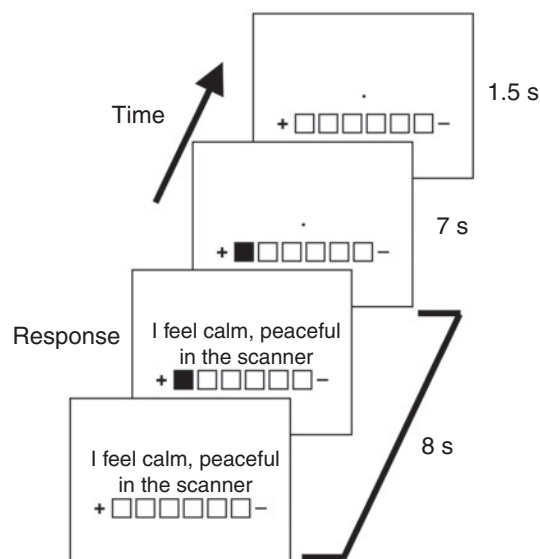 1.5 s
Time
+ −
7 s
+ −
Response
I feel calm, peaceful
in the scanner
+ −
8 s
I feel calm, peaceful
in the scanner
+ −